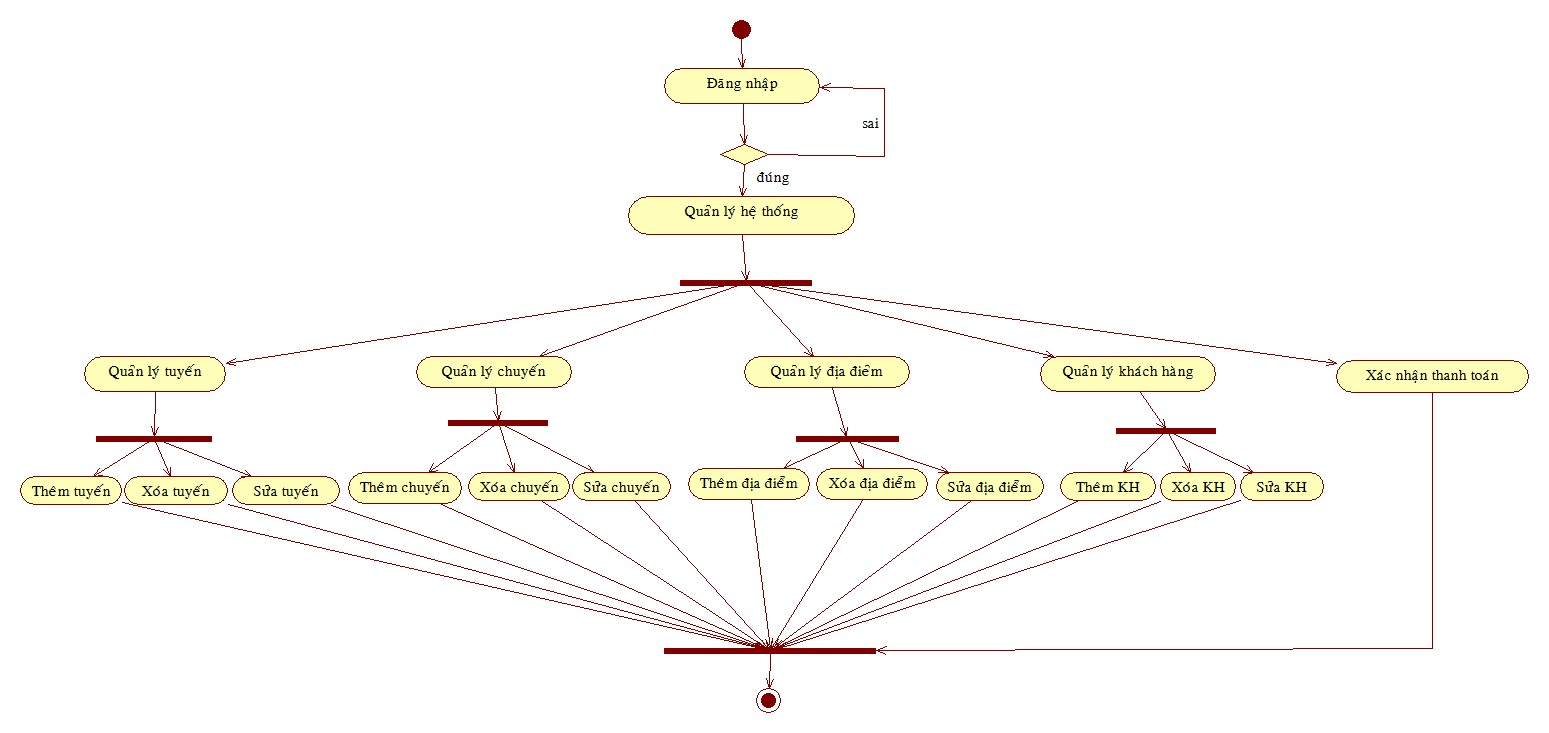 Đăng nhập
sai
đúng
Quản lý hệ thống
Quản lý tuyến
Quản lý chuyến
Quản lý địa điểm
Quản lý khách hàng
Xác nhận thanh toán
Thêm tuyến
Xóa tuyến
Sửa tuyến
Thêm chuyến
Xóa chuyến
Sửa chuyến
Thêm địa điểm
Xóa địa điểm
Sửa địa điểm
Thêm KH
Xóa KH
Sửa KH